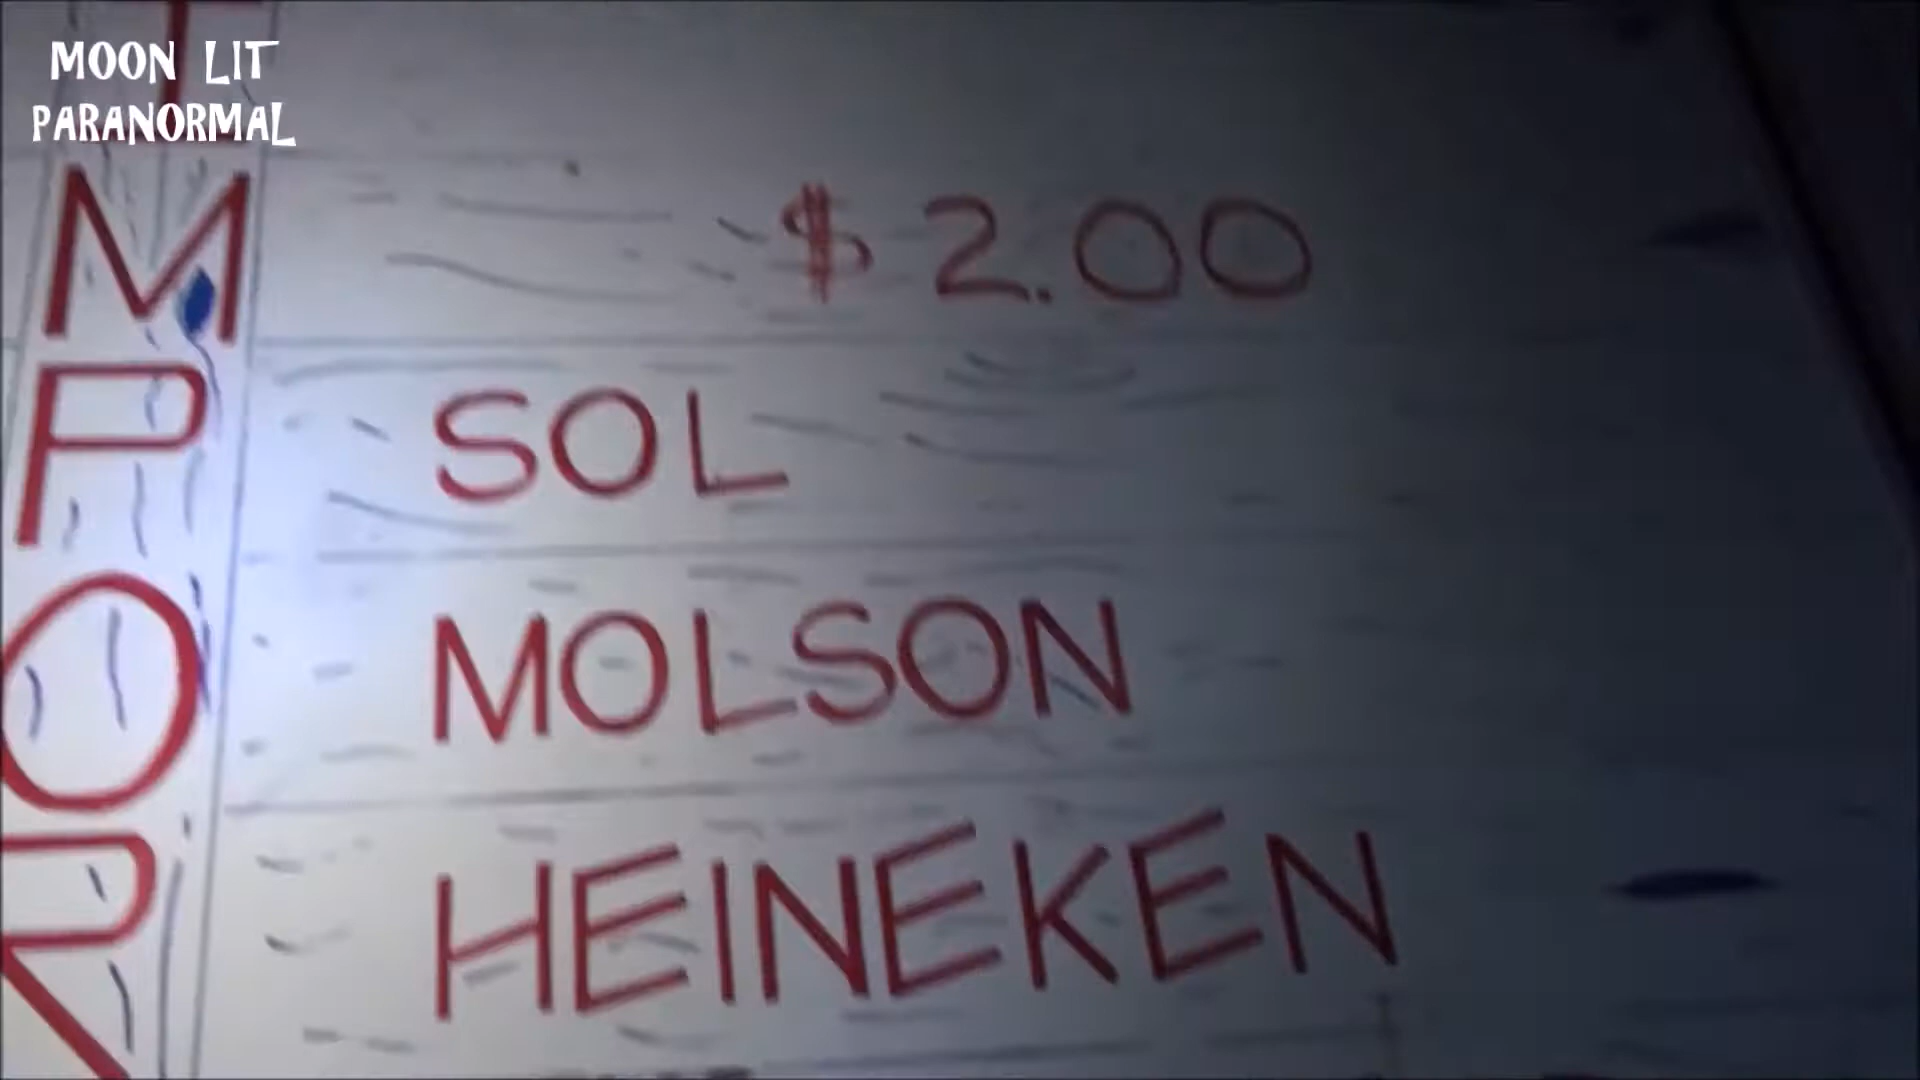 MOON LIT
PARANORMAL
I
M
P
O
R
$2.00
SOL
MOLSON
HEINEKEN